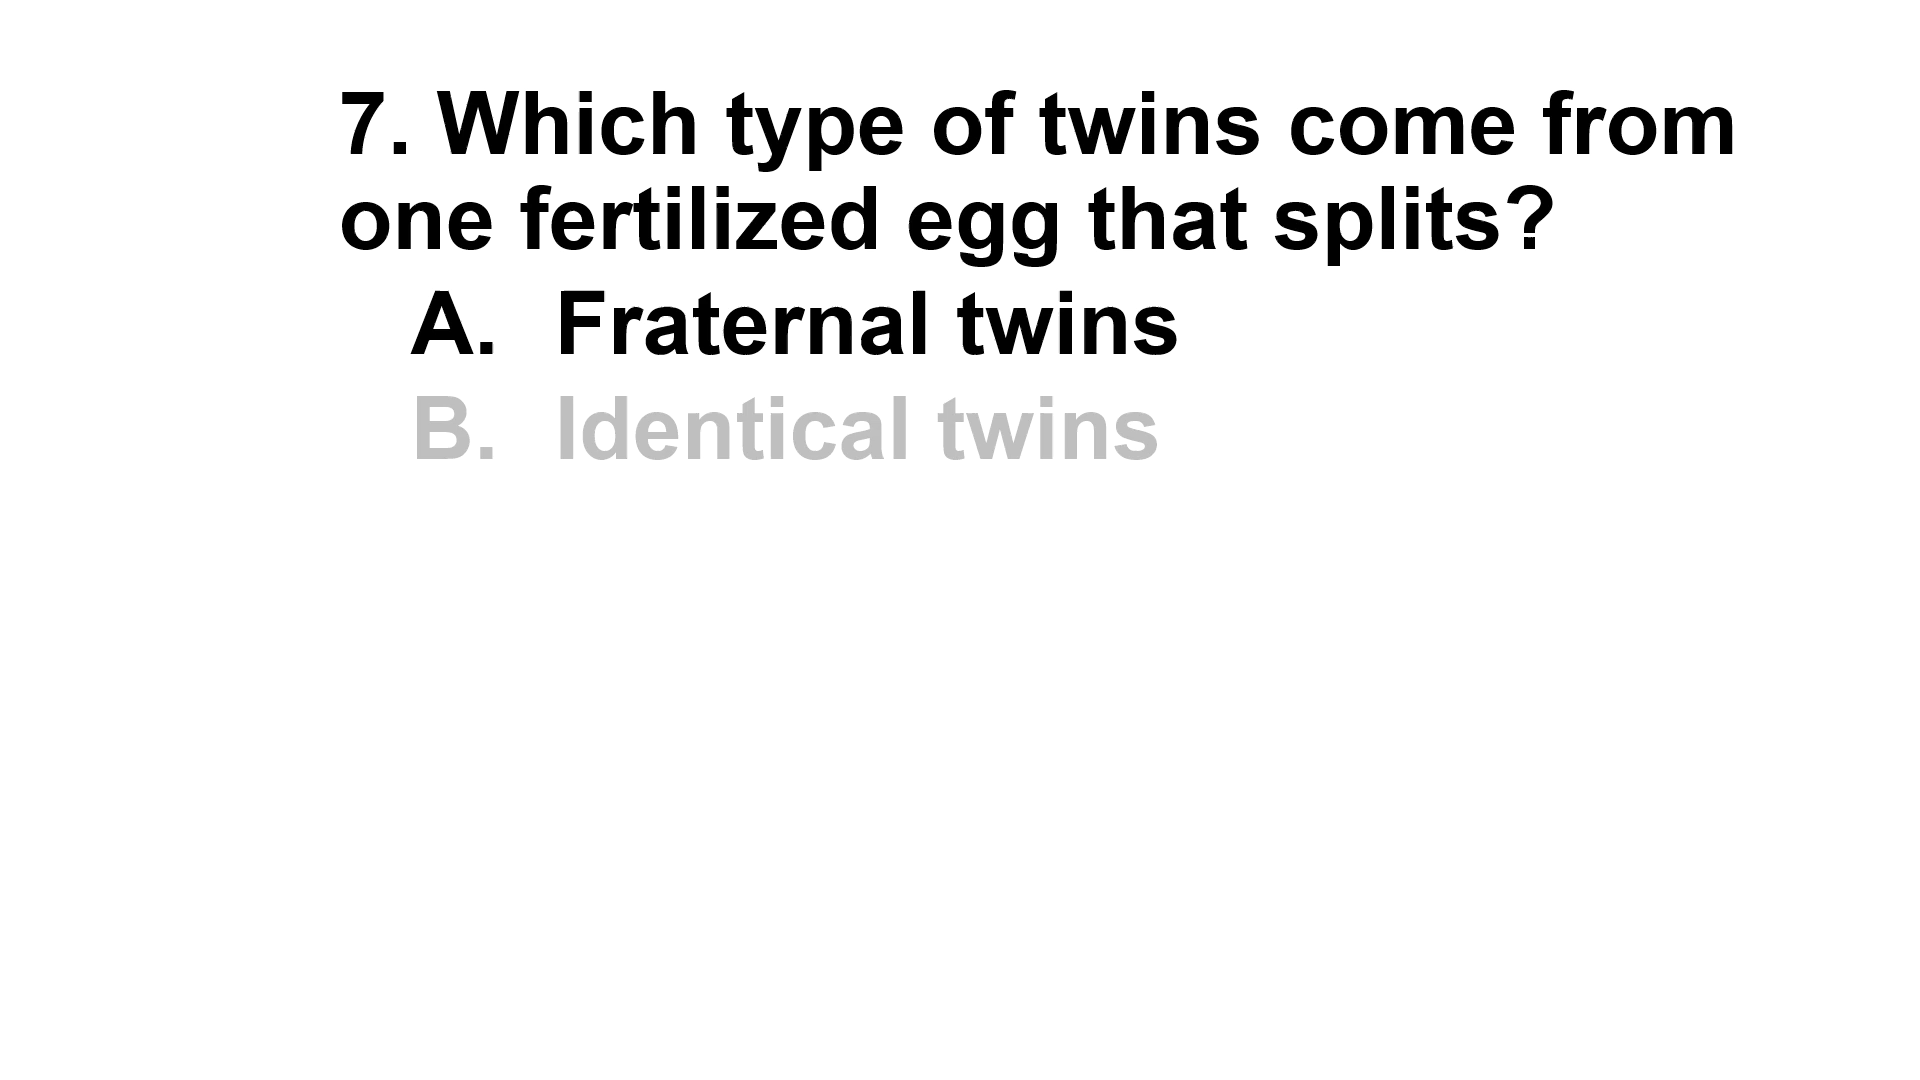 7. Which type of twins come from
one fertilized egg that splits?
A. Fraternal twins
B. Identical twins